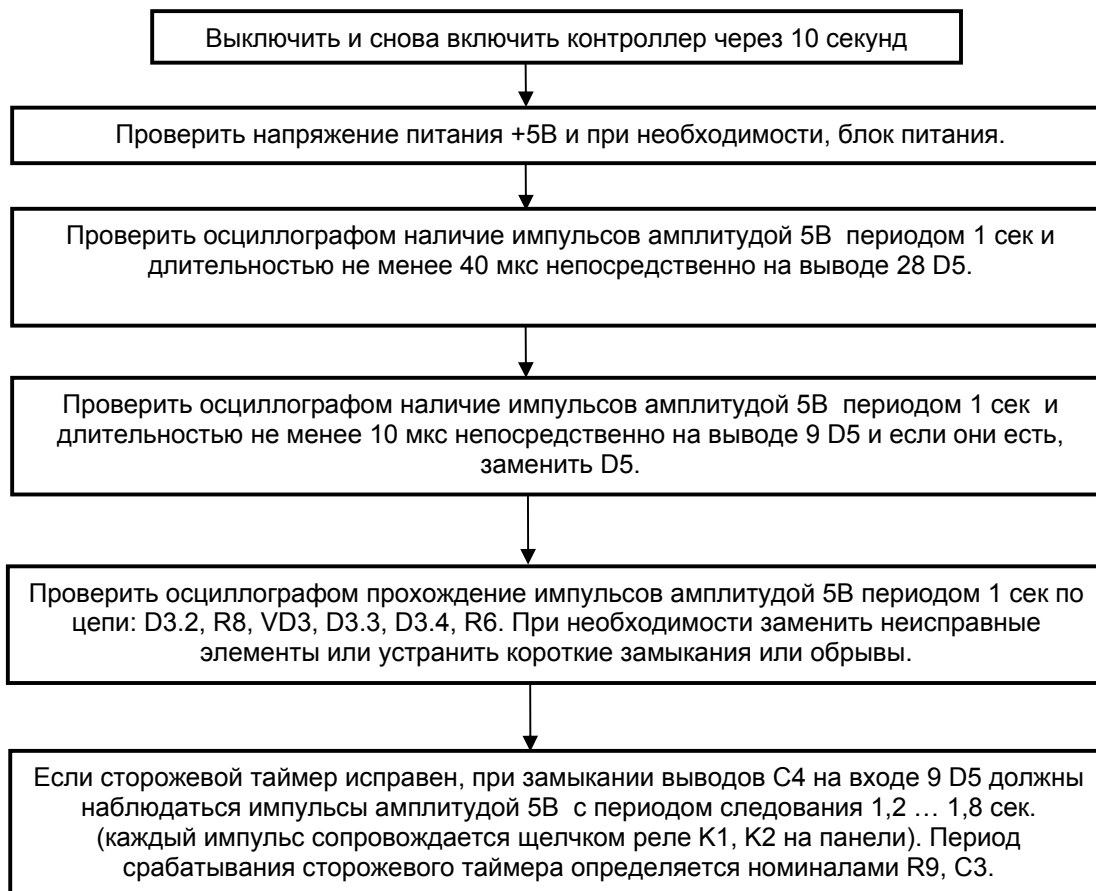 Выключить и снова включить контроллер через 10 секунд
Проверить напряжение питания +5В и при необходимости, блок питания.
Проверить осциллографом наличие импульсов амплитудой 5В периодом 1 сек и
длительностью не менее 40 мкс непосредственно на выводе 28 D5.
Проверить осциллографом наличие импульсов амплитудой 5В периодом 1 сек и
длительностью не менее 10 мкс непосредственно на выводе 9 D5 и если они есть,
заменить D5.
Проверить осциллографом прохождение импульсов амплитудой 5В периодом 1 сек по
цепи: D3.2, R8, VD3, D3.3, D3.4, R6. При необходимости заменить неисправные
элементы или устранить короткие замыкания или обрывы.
Если сторожевой таймер исправен, при замыкании выводов С4 на входе 9 D5 должны
наблюдаться импульсы амплитудой 5В с периодом следования 1,2 … 1,8 сек.
(каждый импульс сопровождается щелчком реле K1, K2 на панели). Период
срабатывания сторожевого таймера определяется номиналами R9, C3.